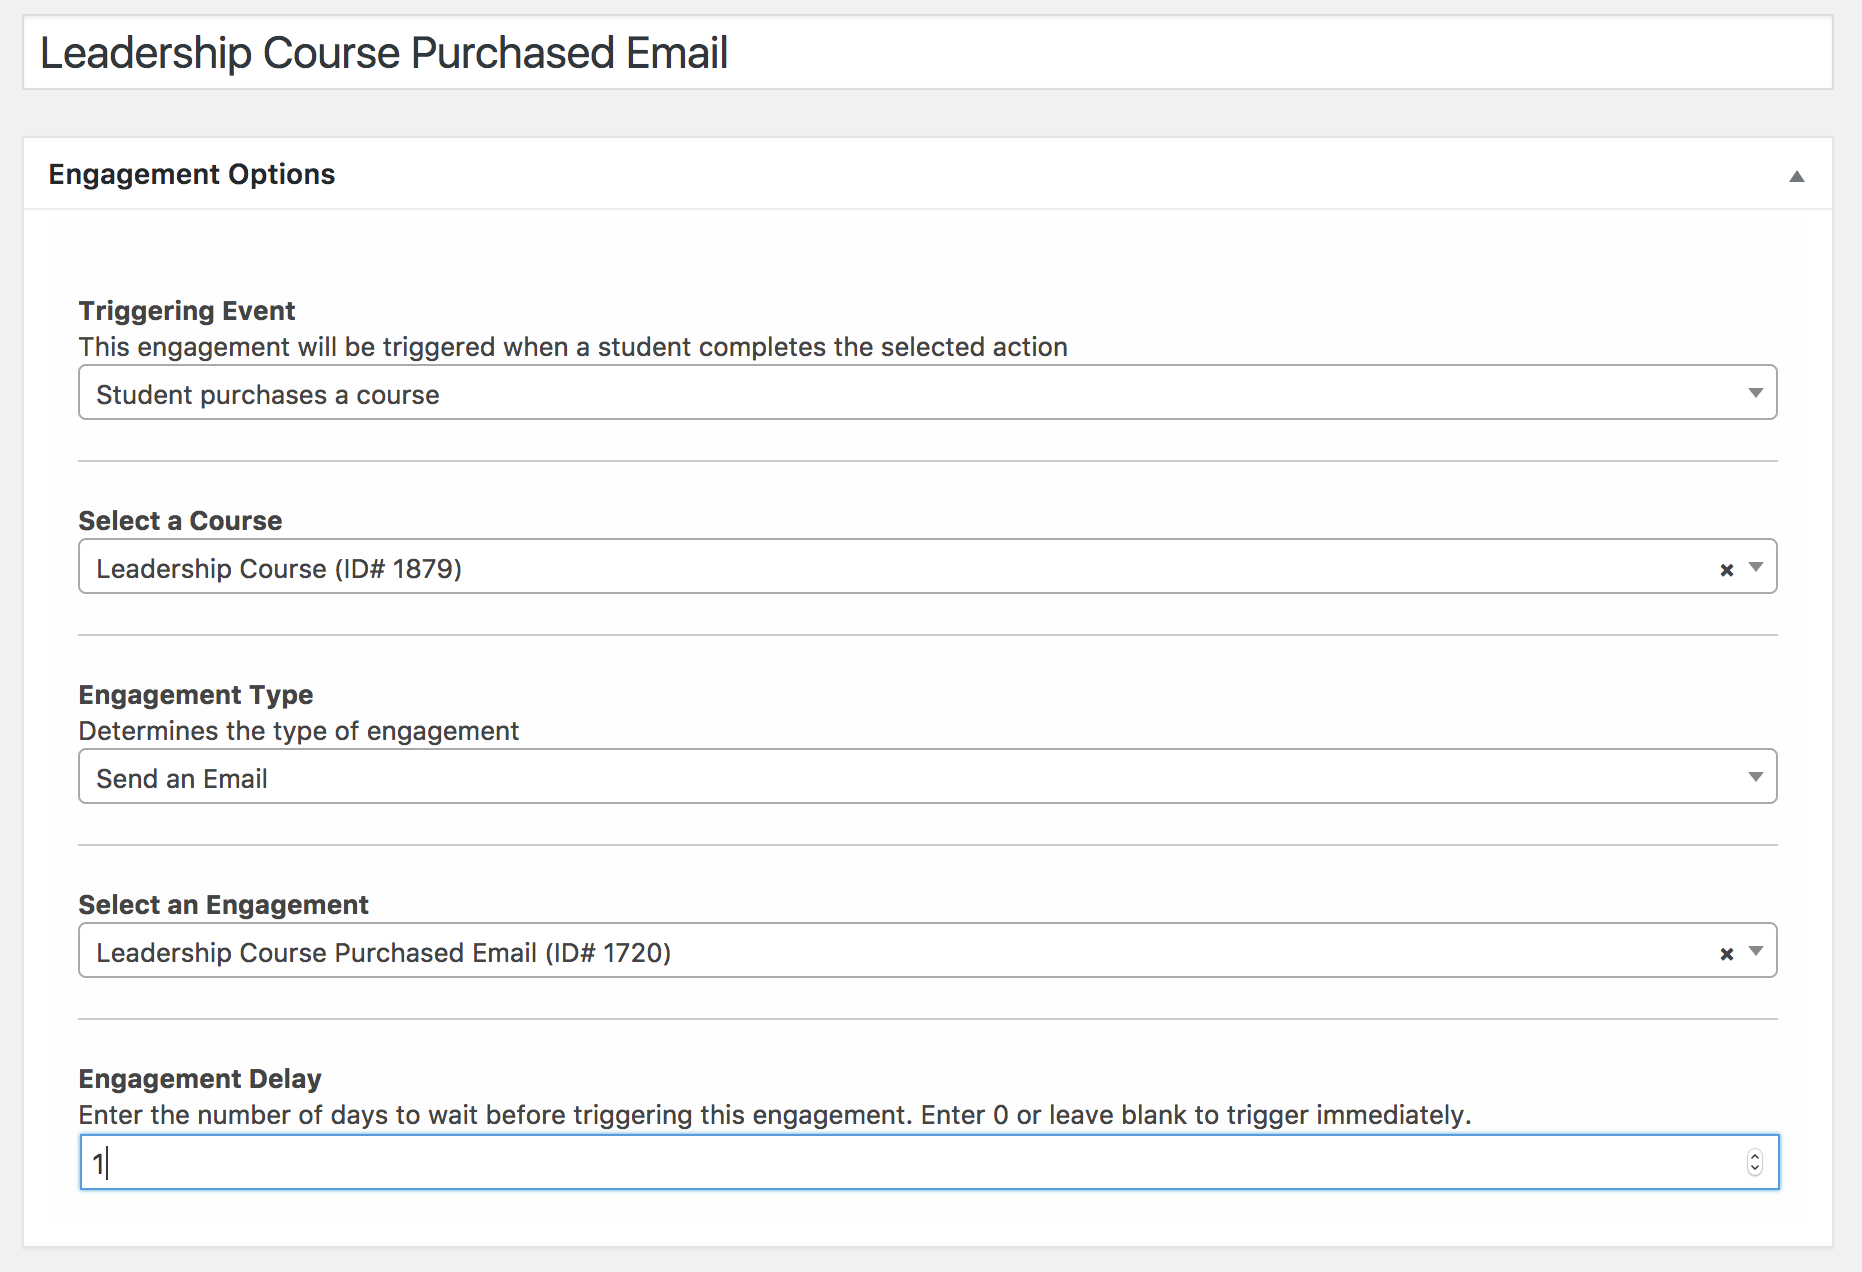 Leadership Course Purchased Email
Engagement Options
Triggering Event
This engagement will be triggered when a student completes the selected action
Student purchases a course
Select a Course
Leadership Course (ID# 1879)
Engagement Type
Determines the type of engagement
Send an Email
Select an Engagement
Leadership Course Purchased Email (ID# 1720)
Engagement Delay
Enter the number of days to wait before triggering this engagement. Enter 0 or leave blank to trigger immediately.
1